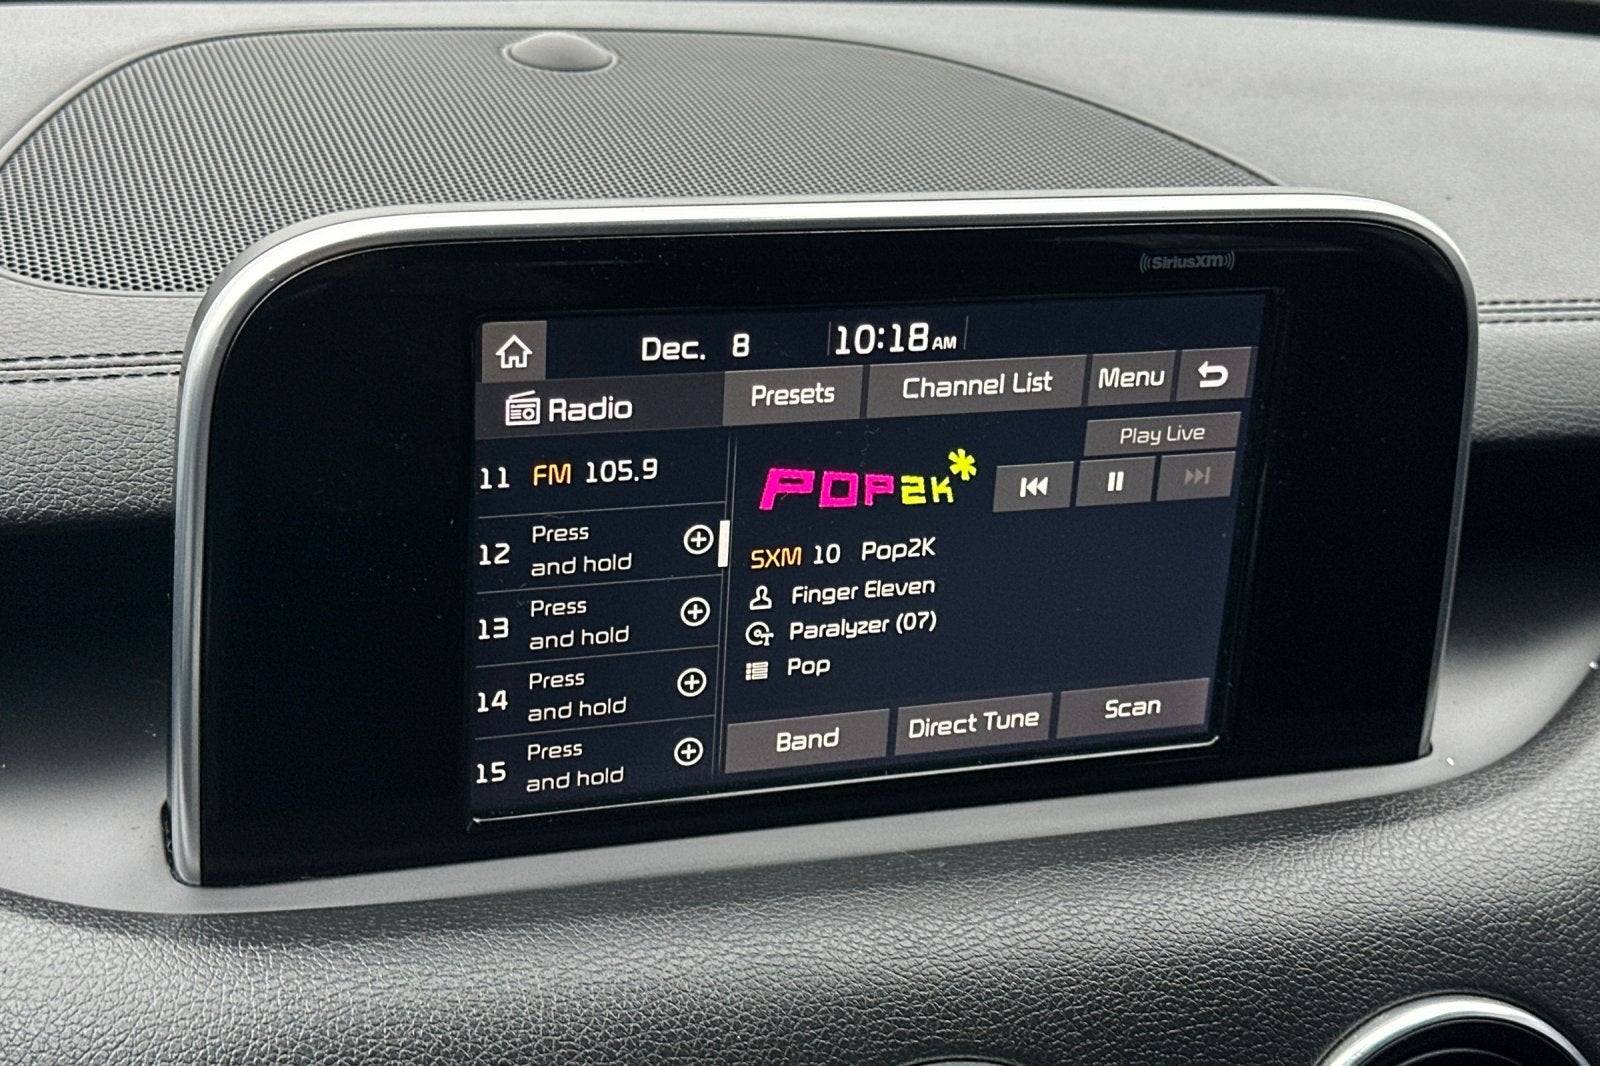 SiriusXM
Dec. 8 10:18 AM
Radio Presets Channel List Menu
Play Live
11 FM 105.9
POP2K*
12 Press and hold
SXM 10 Pop2K
Finger Eleven
13 Press and hold
Paralyzer (07)
Pop
14 Press and hold
15 Press and hold
Band Direct Tune Scan